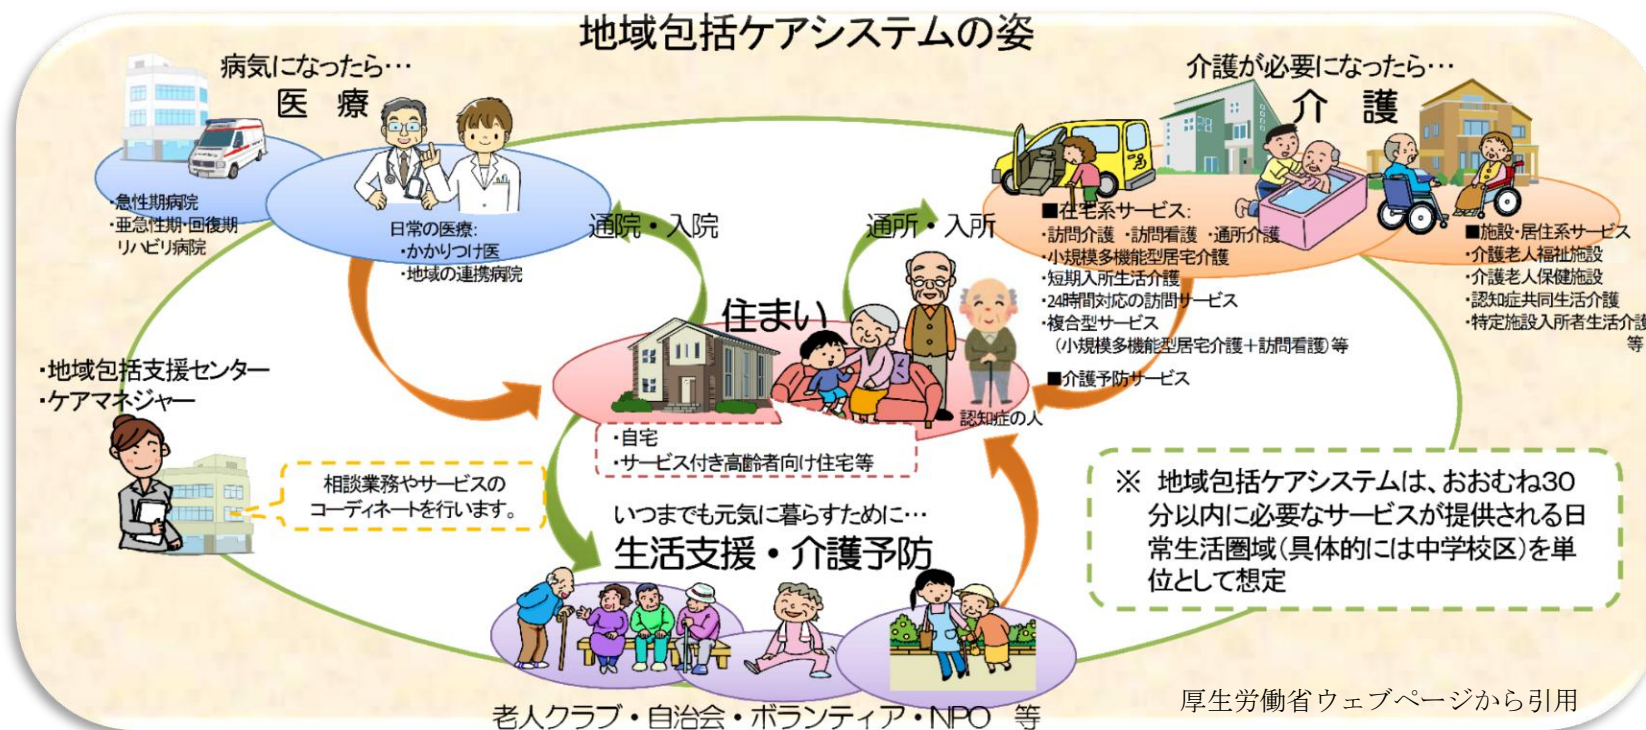 地域包括ケアシステムの姿
病気になったら…
医 療
・急性期病院
・亜急性期・回復期
リハビリ病院
日常の医療:
・かかりつけ医
・地域の連携病院
通院・入院
通所・入所
介護が必要になったら…
介 護
■在宅系サービス:
・訪問介護 ・訪問看護 ・通所介護
・小規模多機能型居宅介護
・短期入所生活介護
・24時間対応の訪問サービス
・複合型サービス
(小規模多機能型居宅介護+訪問看護)等
■介護予防サービス
■施設・居住系サービス
・介護老人福祉施設
・介護老人保健施設
・認知症共同生活介護
・特定施設入所者生活介護
等
住まい
認知症の人
・自宅
・サービス付き高齢者向け住宅等
・地域包括支援センター
・ケアマネジャー
相談業務やサービスの
コーディネートを行います。
いつまでも元気に暮らすために…
生活支援・介護予防
老人クラブ・自治会・ボランティア・NPO 等
※ 地域包括ケアシステムは、おおむね30
分以内に必要なサービスが提供される日
常生活圏域(具体的には中学校区)を単
位として想定
厚生労働省ウェブページから引用